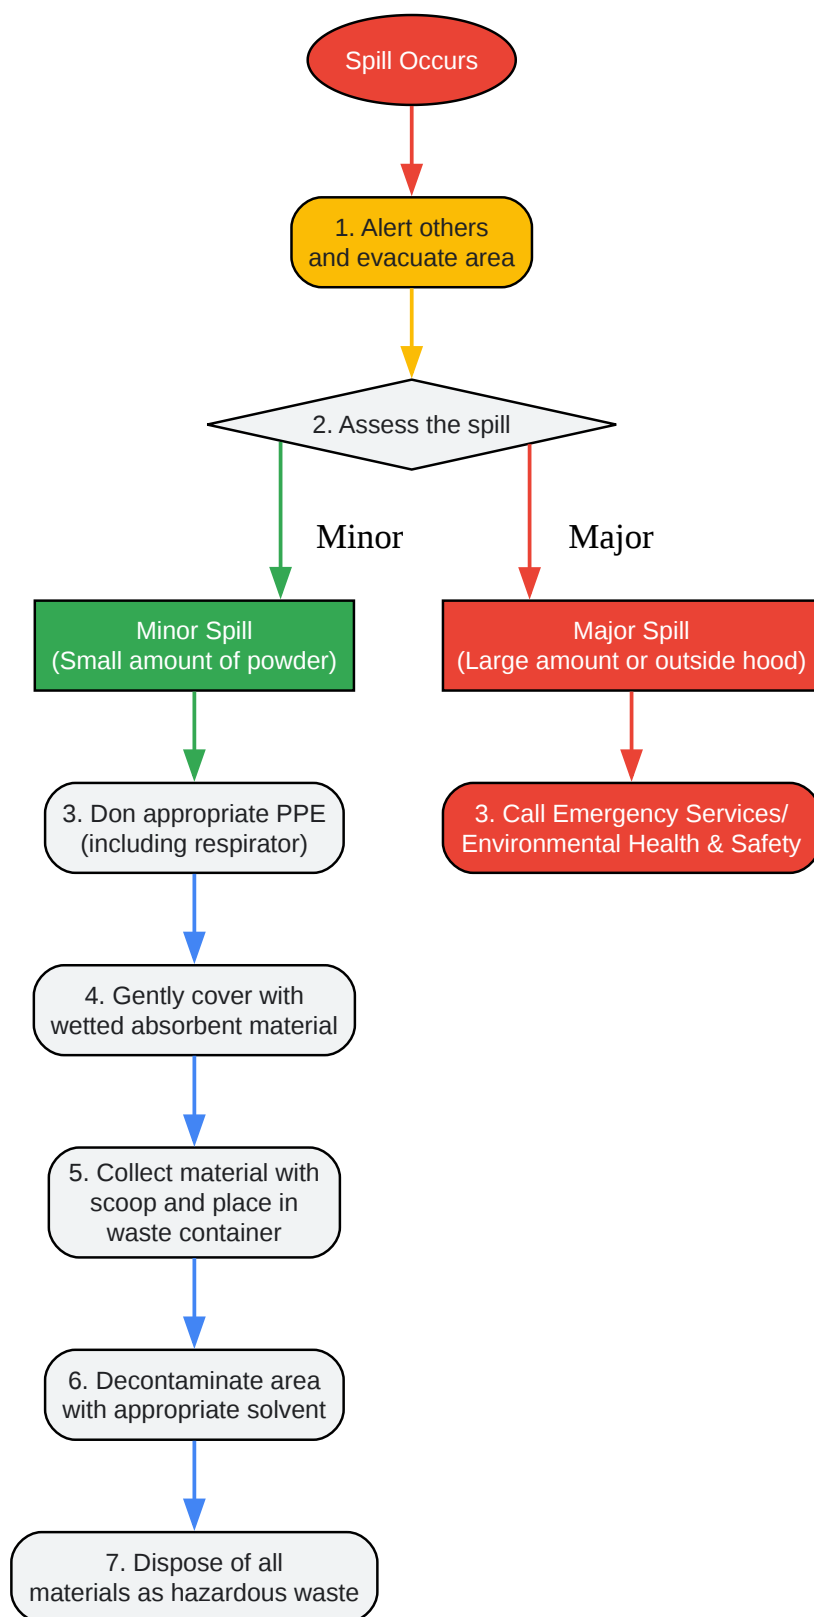 Spill Occurs
1. Alert others
and evacuate area
2. Assess the spill
Minor
Major
Minor Spill
(Small amount of powder)
Major Spill
(Large amount or outside hood)
3. Don appropriate PPE
(including respirator)
3. Call Emergency Services/
Environmental Health & Safety
4. Gently cover with
wetted absorbent material
5. Collect material with
scoop and place in
waste container
6. Decontaminate area
with appropriate solvent
7. Dispose of all
materials as hazardous waste